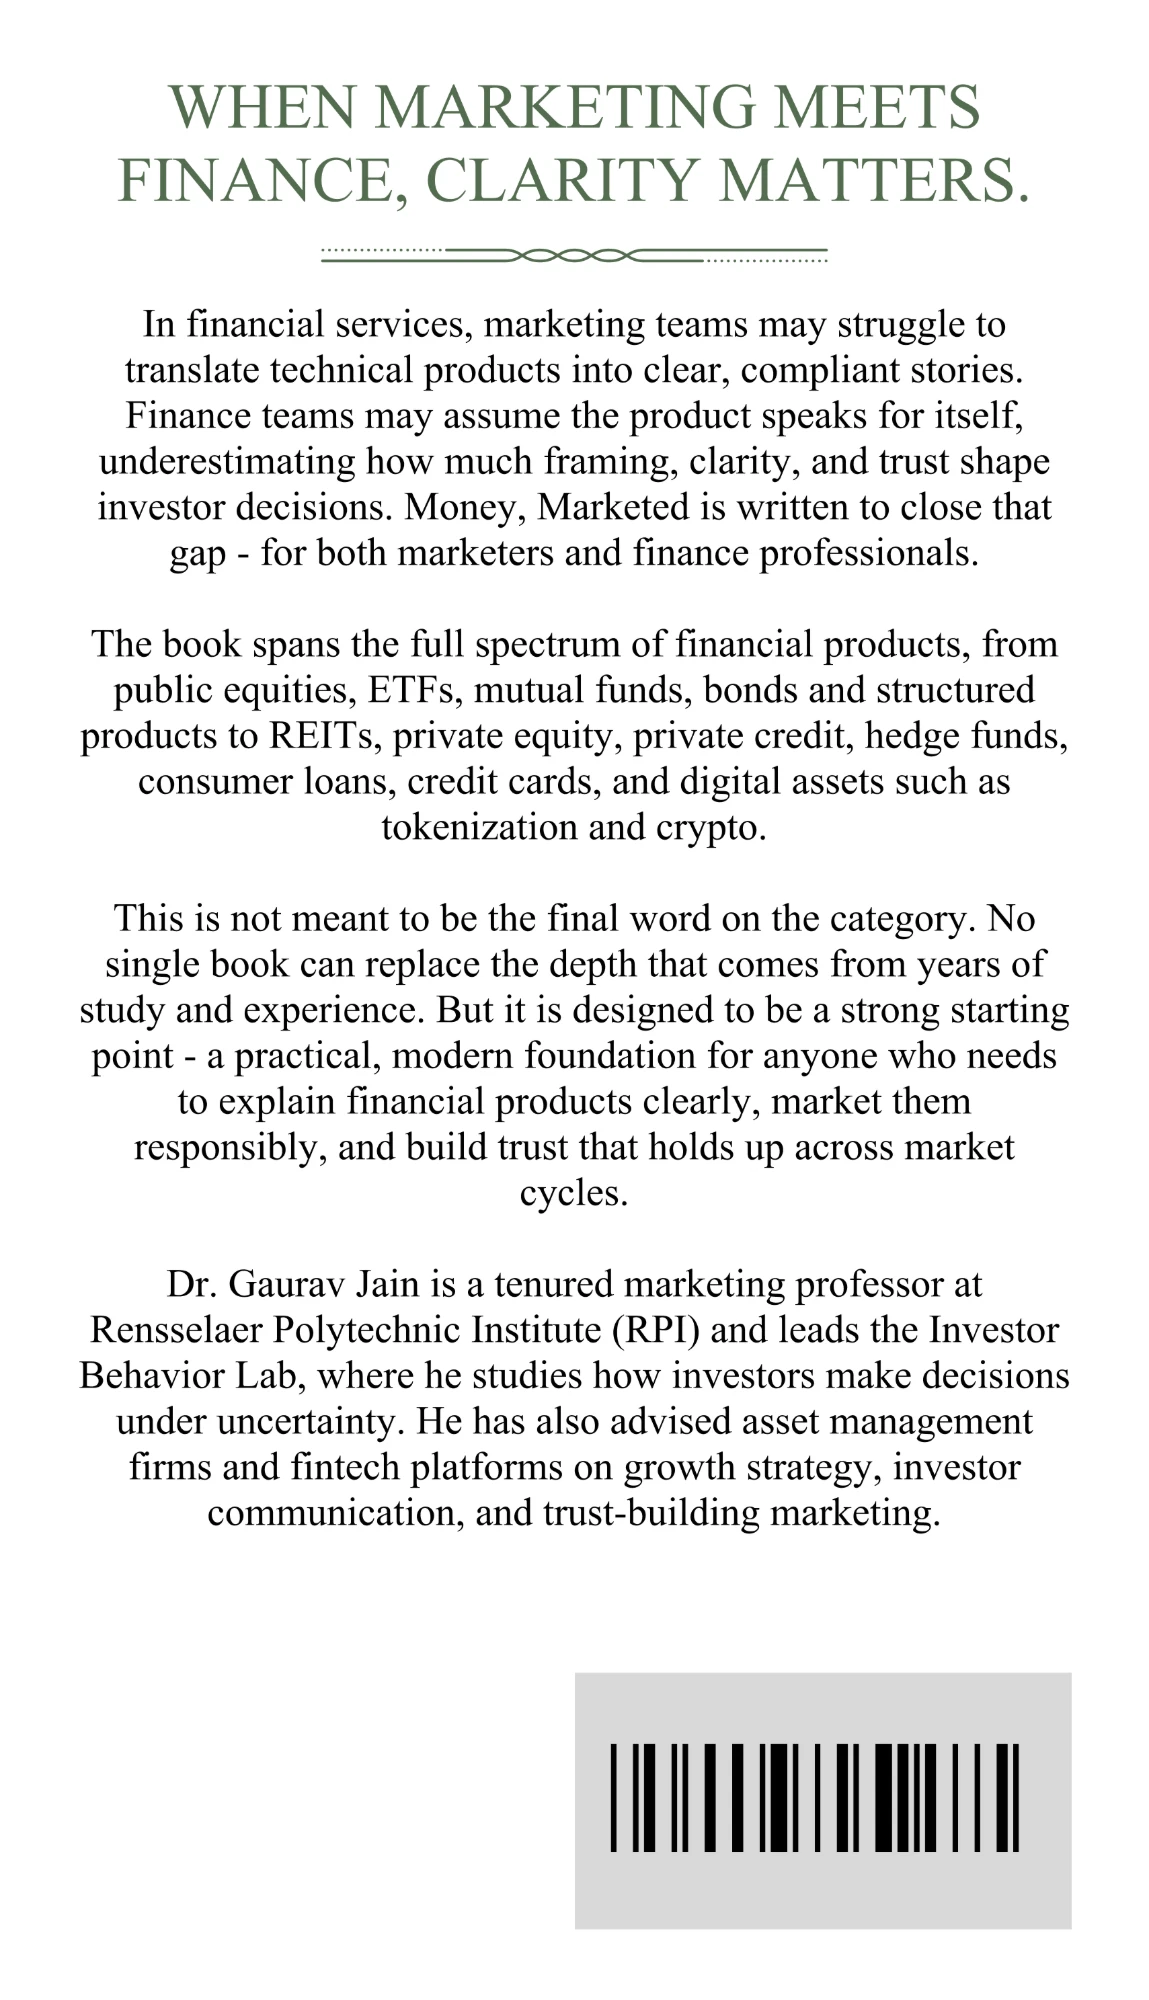 WHEN MARKETING MEETS
FINANCE, CLARITY MATTERS.
In financial services, marketing teams may struggle to
translate technical products into clear, compliant stories.
Finance teams may assume the product speaks for itself,
underestimating how much framing, clarity, and trust shape
investor decisions. Money, Marketed is written to close that
gap - for both marketers and finance professionals.
The book spans the full spectrum of financial products, from
public equities, ETFs, mutual funds, bonds and structured
products to REITs, private equity, private credit, hedge funds,
consumer loans, credit cards, and digital assets such as
tokenization and crypto.
This is not meant to be the final word on the category. No
single book can replace the depth that comes from years of
study and experience. But it is designed to be a strong starting
point - a practical, modern foundation for anyone who needs
to explain financial products clearly, market them
responsibly, and build trust that holds up across market
cycles.
Dr. Gaurav Jain is a tenured marketing professor at
Rensselaer Polytechnic Institute (RPI) and leads the Investor
Behavior Lab, where he studies how investors make decisions
under uncertainty. He has also advised asset management
firms and fintech platforms on growth strategy, investor
communication, and trust-building marketing.